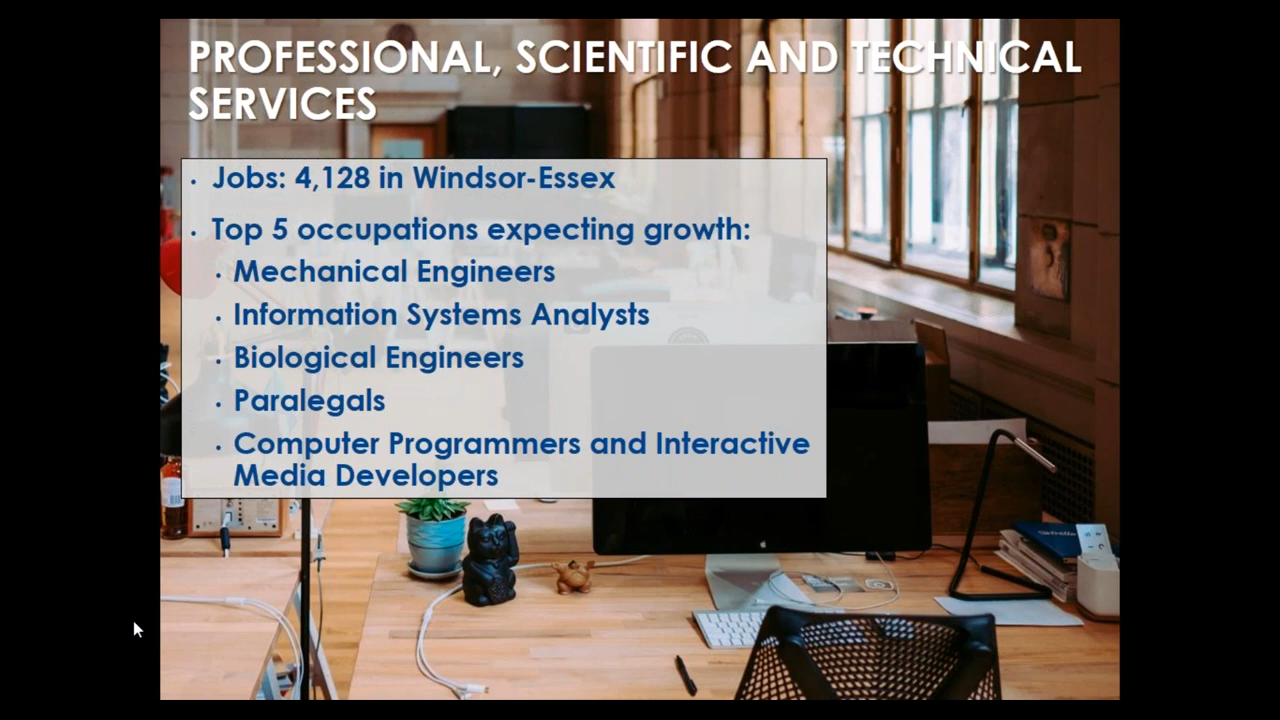 PROFESSIONAL, SCIENTIFIC AND TECHNICAL
SERVICES
· Jobs: 4,128 in Windsor-Essex
· Top 5 occupations expecting growth:
· Mechanical Engineers
· Information Systems Analysts
· Biological Engineers
· Paralegals
· Computer Programmers and Interactive
Media Developers